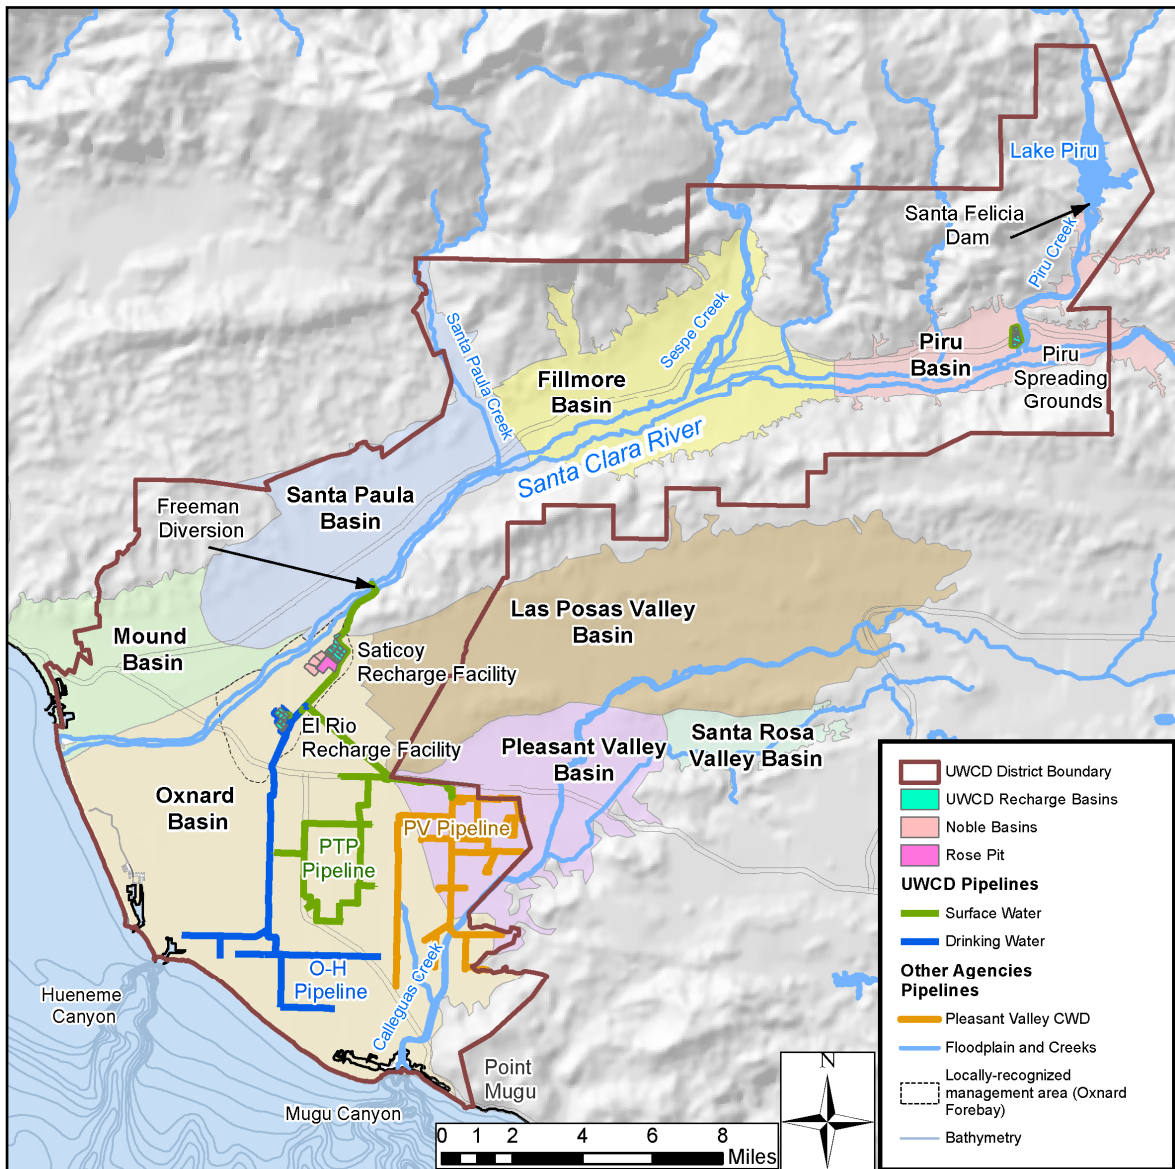 Lake Piru
Santa Felicia
Dam
Piru Creek
Santa Paula Creek
Sespe Creek
Piru
Basin
Piru
Spreading
Grounds
Fillmore
Basin
Santa Clara River
Santa Paula
Basin
Freeman
Diversion
Las Posas Valley
Basin
Mound
Basin
Saticoy
Recharge Facility
El Rio
Recharge Facility
Pleasant Valley
Basin
Santa Rosa
Valley Basin
Oxnard
Basin
PV Pipeline
PTP
Pipeline
O-H
Pipeline
Calleguas Creek
Hueneme
Canyon
Mugu Canyon
Point
Mugu
UWCD District Boundary
UWCD Recharge Basins
Noble Basins
Rose Pit
UWCD Pipelines
Surface Water
Drinking Water
Other Agencies
Pipelines
Pleasant Valley CWD
Floodplain and Creeks
Locally-recognized
management area (Oxnard
Forebay)
Bathymetry
N
0 1 2 4 6 8
Miles